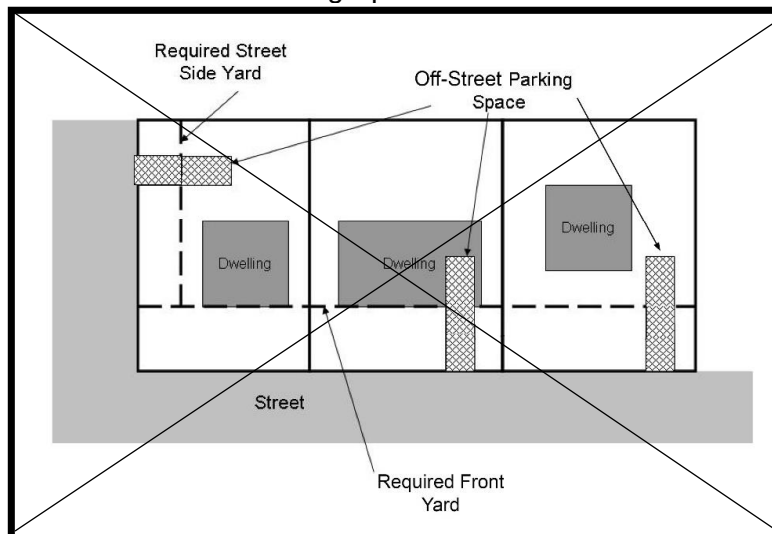 Required Street
Side Yard
Off-Street Parking
Space
Dwelling
Dwelling
Dwelling
Street
Required Front
Yard